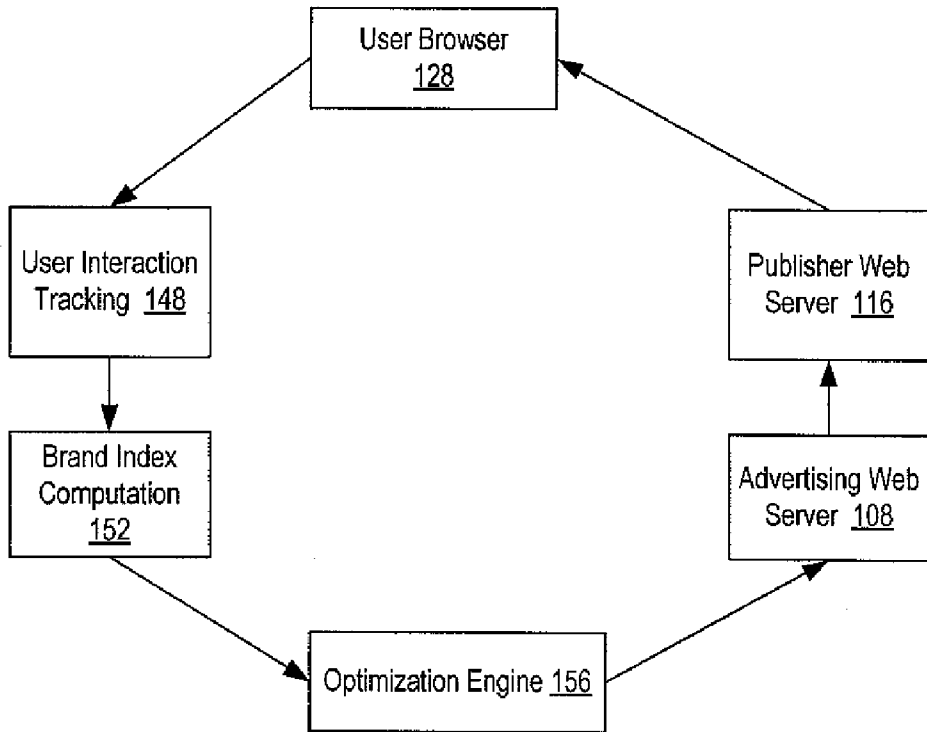 User Browser
128
User Interaction
Tracking 148
Publisher Web
Server 116
Brand Index
Computation
152
Advertising Web
Server 108
Optimization Engine 156